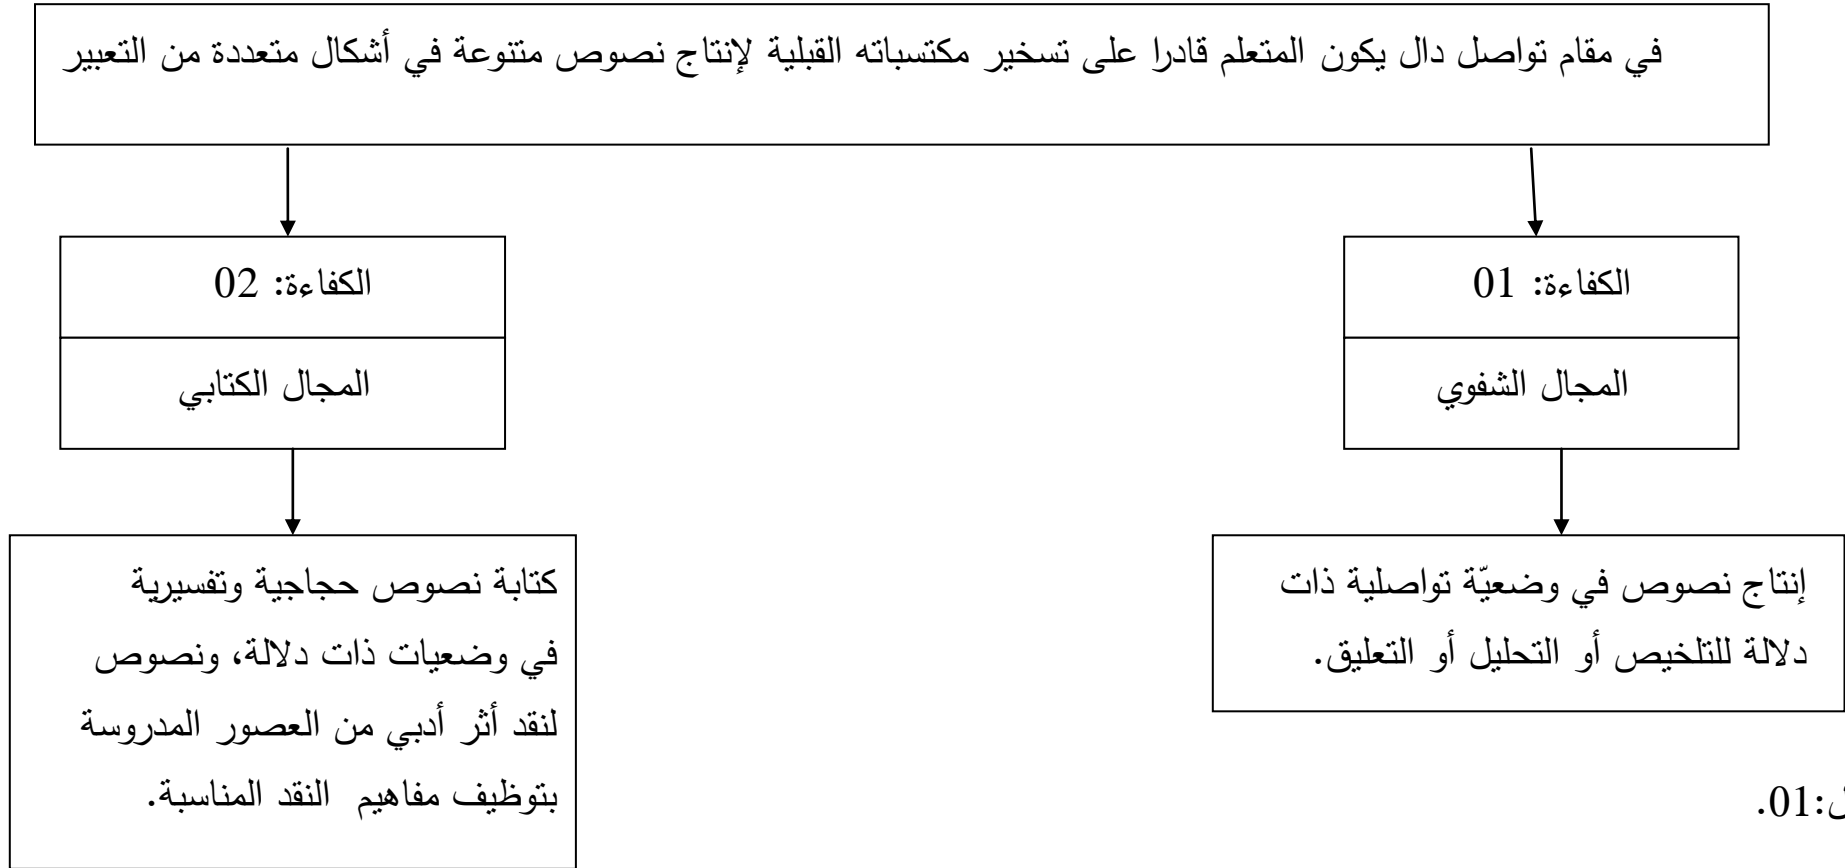 في مقام تواصل دال يكون المتعلم قادرا على تسخير مكتسباته القبلية لإنتاج نصوص متنوعة في أشكال متعددة من التعبير
الكفاءة: 01
المجال الشفوي
إنتاج نصوص في وضعيّة تواصلية ذات
دلالة للتلخيص أو التحليل أو التعليق.
الكفاءة: 02
المجال الكتابي
كتابة نصوص حجاجية وتفسيرية
في وضعيات ذات دلالة، ونصوص
لنقد أثر أدبي من العصور المدروسة
بتوظيف مفاهيم النقد المناسبة.
01.